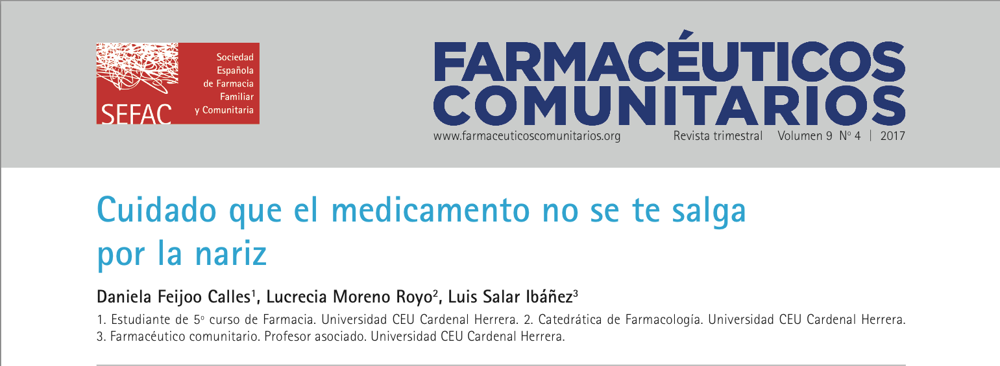 Sociedad
Española
de Farmacia
Familiar
y Comunitaria
SEFAC
FARMACÉUTICOS
COMUNITARIOS
www.farmaceuticoscomunitarios.org Revista trimestral Volumen 9 Nº 4 | 2017
Cuidado que el medicamento no se te salga
por la nariz
Daniela Feijoo Calles¹, Lucrecia Moreno Royo², Luis Salar Ibáñez³
1. Estudiante de 5º curso de Farmacia. Universidad CEU Cardenal Herrera. 2. Catedrática de Farmacología. Universidad CEU Cardenal Herrera.
3. Farmacéutico comunitario. Profesor asociado. Universidad CEU Cardenal Herrera.